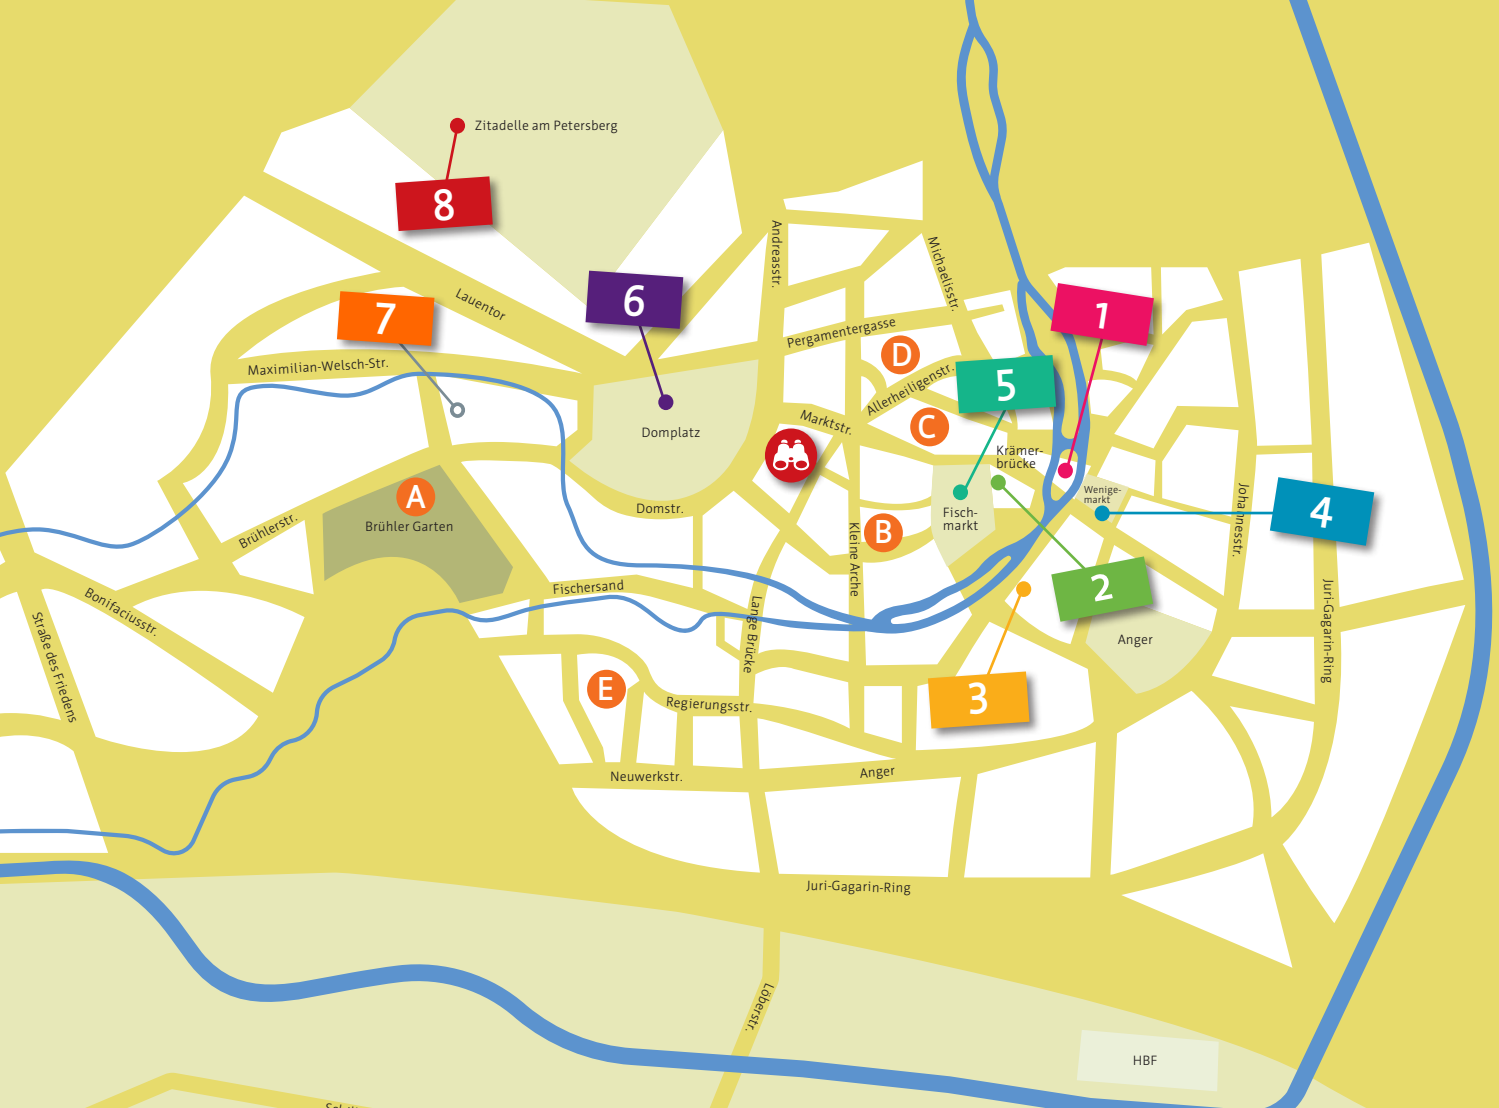 Zitadelle am Petersberg
8
Andreasstr.
Michaelisstr.
6
7
Lauentor
1
Pergamentergasse
D
5
Maximilian-Welsch-Str.
Allerheiligenstr.
Domplatz
Marktstr.
C
Krämer-
brücke
A
Brühler Garten
Brühlerstr.
Domstr.
Fisch-
markt
Wenige-
markt
4
Johannesstr.
B
Kleine Arche
Bonifaciusstr.
Fischersand
2
Straße des Friedens
Lange Brücke
Anger
Juri-Gagarin-Ring
E
Regierungsstr.
3
Neuwerkstr.
Anger
Juri-Gagarin-Ring
Löberstr.
HBF